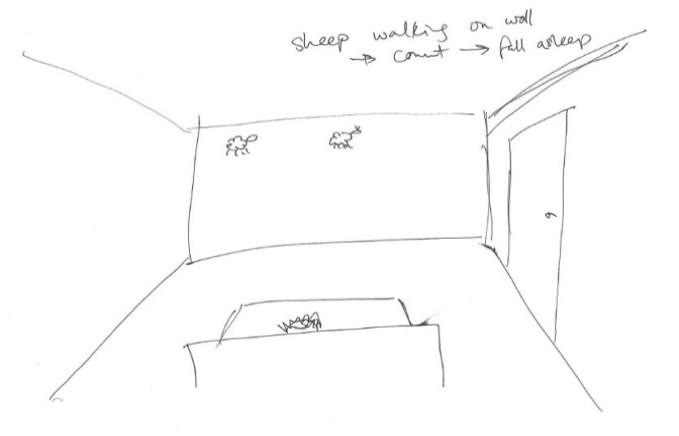 sheep walking on wall
→ count → fall asleep